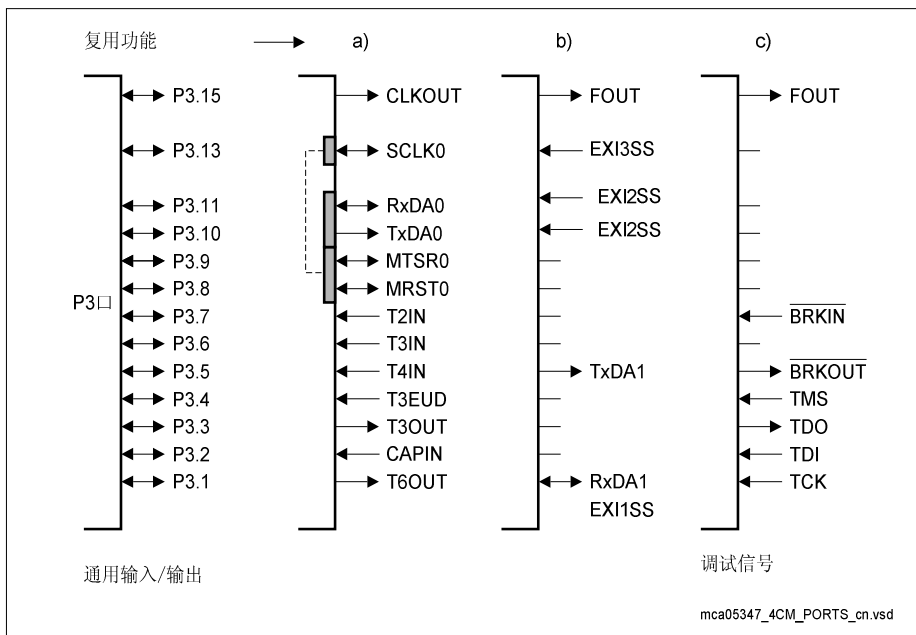 复用功能 a) b) c)
P3.15 CLKOUT FOUT FOUT
P3.13 SCLK0 EXI3SS
EXI2SS
P3.11 RxDA0
P3.10 TxDA0 EXI2SS
P3.9 MTSR0
P3.8 MRST0
P3口
P3.7 T2IN BRKIN
P3.6 T3IN
P3.5 T4IN TxDA1 BRKOUT
P3.4 T3EUD TMS
P3.3 T3OUT TDO
P3.2 CAPIN TDI
P3.1 T6OUT RxDA1 TCK
EXI1SS
通用输入/输出 调试信号
mca05347_4CM_PORTS_cn.vsd